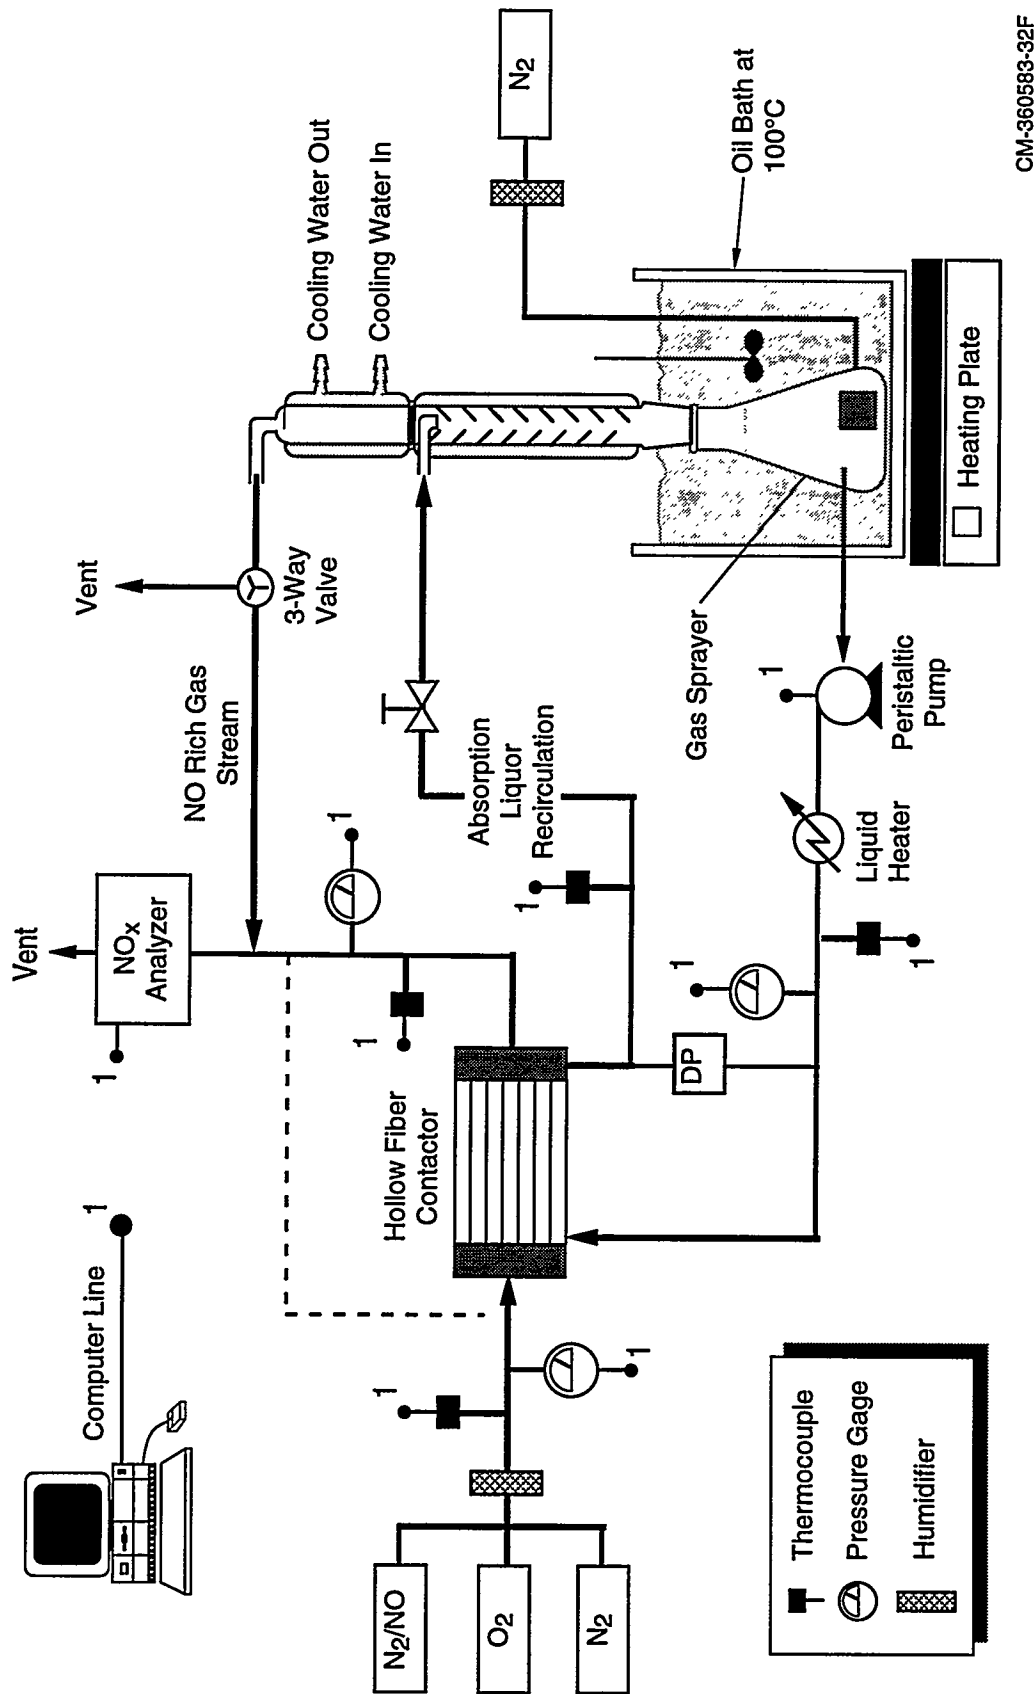 Computer Line
1
Vent
NOx
Analyzer
1
NO Rich Gas
Stream
Vent
3-Way
Valve
Cooling Water Out
Cooling Water In
N2
N2/NO
O2
N2
1
1
Hollow Fiber
Contactor
1
1
Absorption
Liquor
Recirculation
1
DP
1
1
Liquid
Heater
1
Peristaltic
Pump
Gas Sprayer
Oil Bath at
100°C
Heating Plate
Thermocouple
Pressure Gage
Humidifier
CM-360583-32F